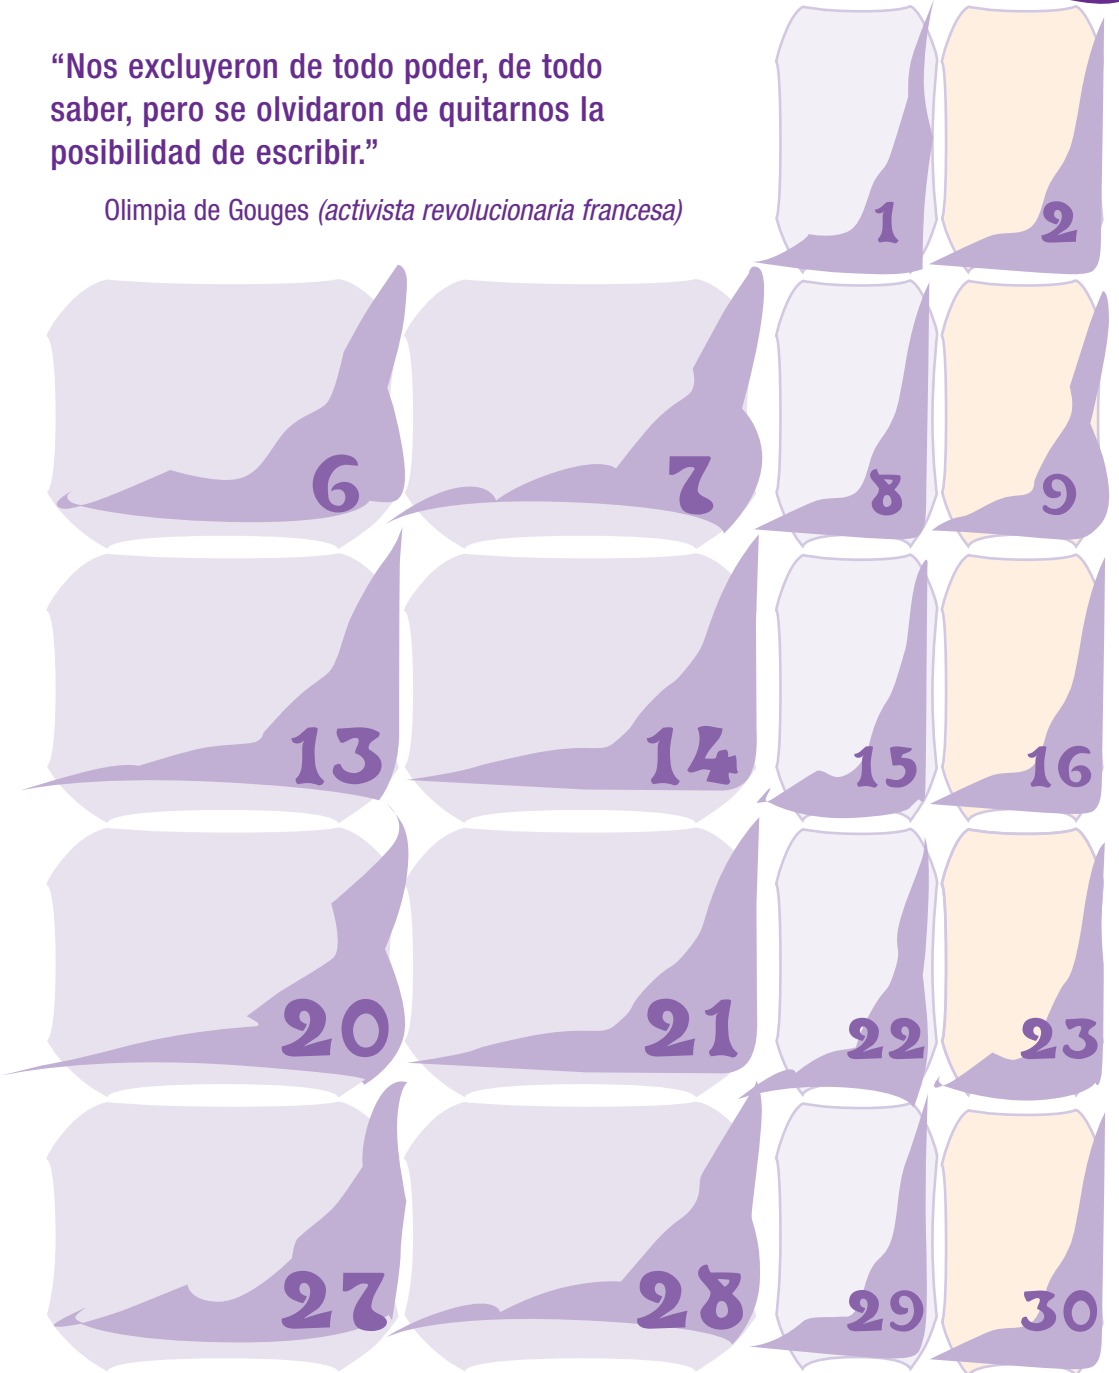 “Nos excluyeron de todo poder, de todo
saber, pero se olvidaron de quitarnos la
posibilidad de escribir.”
Olimpia de Gouges (activista revolucionaria francesa)
1 2
6 7 8 9
13 14 15 16
20 21 22 23
27 28 29 30